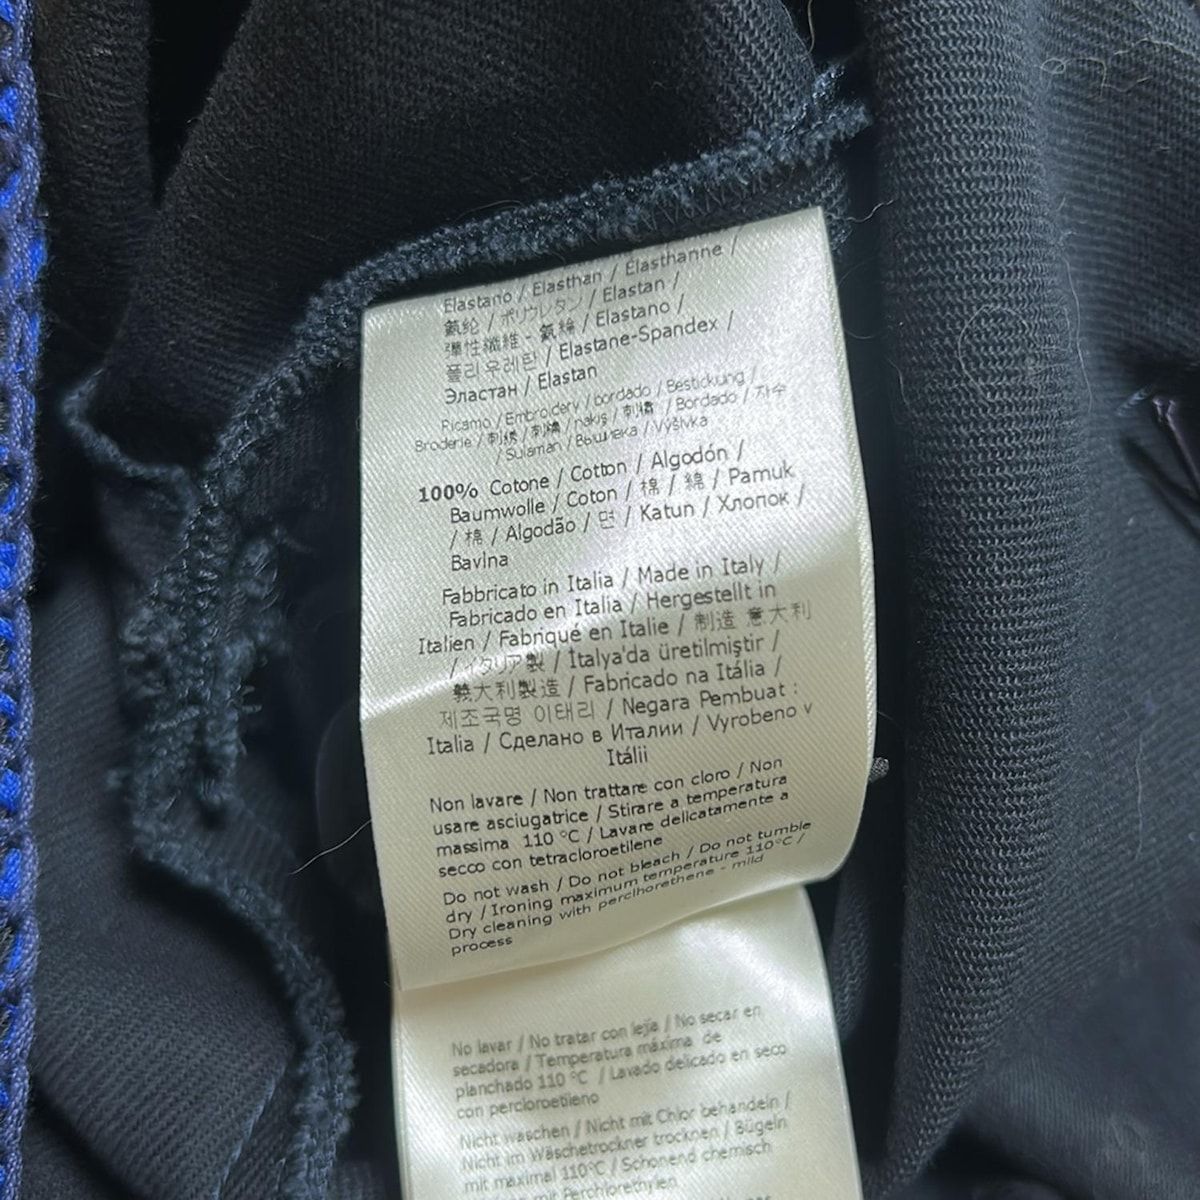 Elastano / Elasthan / Élasthanne /
氨纶 / ポリウレタン / Elastan /
彈性纖維 - 氨綸 / Elastano /
폴리우레탄 / Elastane-Spandex /
Эластан / Elastan
Ricamo / Embroidery / bordado / Bestickung /
Broderie / 刺绣 / 刺繍 / nakış / 刺繡 / Bordado / 자수
/ Sulaman / Вышивка / Výšivka
100% Cotone / Cotton / Algodón /
Baumwolle / Coton / 棉 / 綿 / Pamuk
/ 棉 / Algodão / 면 / Katun / Хлопок /
Bavlna
Fabbricato in Italia / Made in Italy /
Fabricado en Italia / Hergestellt in
Italien / Fabriqué en Italie / 制造 意大利
/ イタリア製 / İtalya'da üretilmiştir /
義大利製造 / Fabricado na Itália /
제조국명 이태리 / Negara Pembuat :
Italia / Сделано в Италии / Vyrobeno v
Itálii
Non lavare / Non trattare con cloro / Non
usare asciugatrice / Stirare a temperatura
massima 110 °C / Lavare delicatamente a
secco con tetracloroetilene
Do not wash / Do not bleach / Do not tumble
dry / Ironing maximum temperature 110°C /
Dry cleaning with perclhorethene - mild
process
No lavar / No tratar con lejía / No secar en
secadora / Temperatura máxima de
planchado 110 °C / Lavado delicado en seco
con percloroetileno
Nicht waschen / Nicht mit Chlor behandeln /
Nicht im Wäschetrockner trocknen / Bügeln
mit maximal 110°C / Schonend chemisch
mit Perchlorethylen